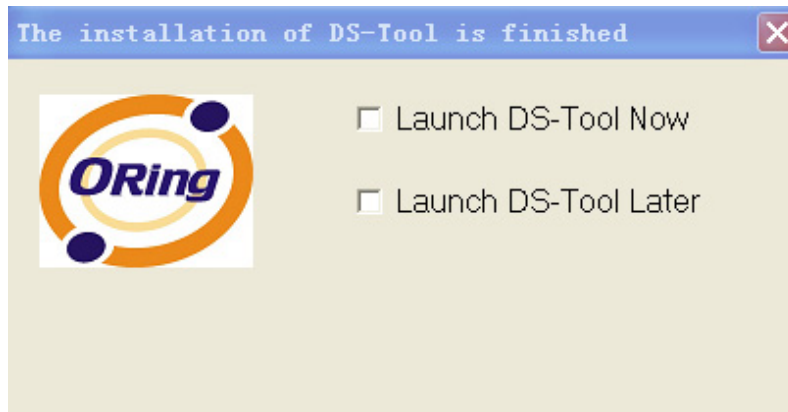 The installation of DS-Tool is finished
ORing
Launch DS-Tool Now
Launch DS-Tool Later